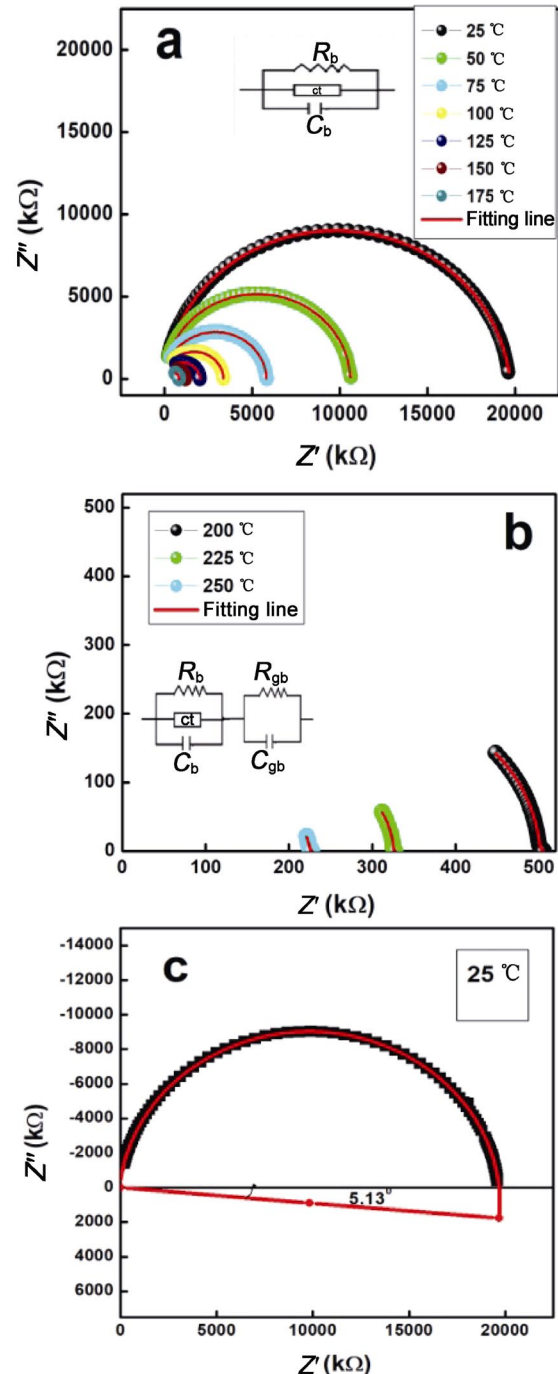 a
R_b
ct
C_b
25 ℃
50 ℃
75 ℃
100 ℃
125 ℃
150 ℃
175 ℃
Fitting line
20000
15000
10000
5000
0
Z″ (kΩ)
0 5000 10000 15000 20000
Z′ (kΩ)
b
200 ℃
225 ℃
250 ℃
Fitting line
R_b
R_gb
ct
C_b
C_gb
500
400
300
200
100
0
Z″ (kΩ)
0 100 200 300 400 500
Z′ (kΩ)
c
25 ℃
5.13°
-14000
-12000
-10000
-8000
-6000
-4000
-2000
0
2000
4000
6000
Z″ (kΩ)
0 5000 10000 15000 20000
Z′ (kΩ)